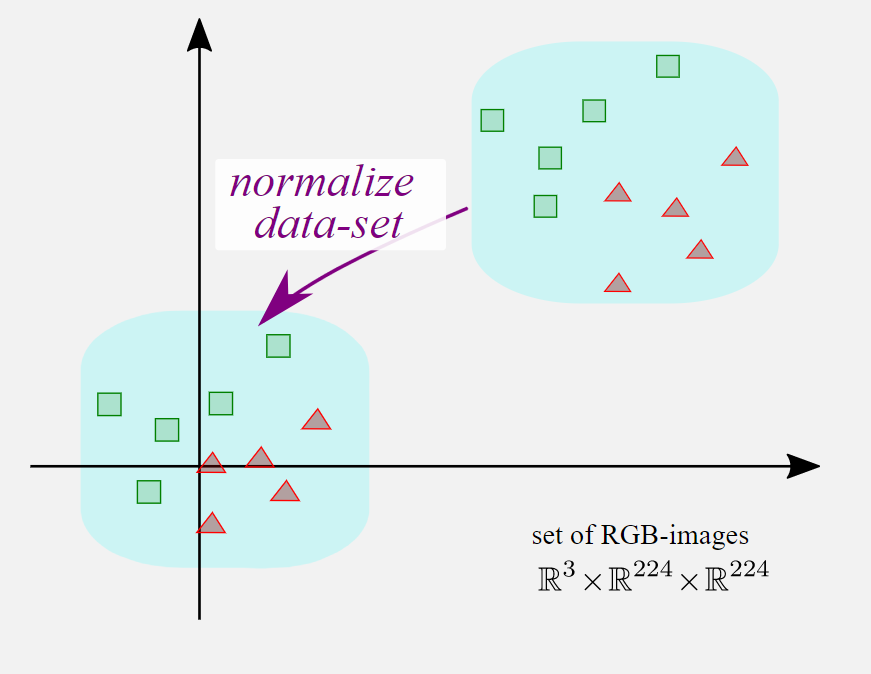 normalize
data-set
set of RGB-images
ℝ³ × ℝ²²⁴ × ℝ²²⁴